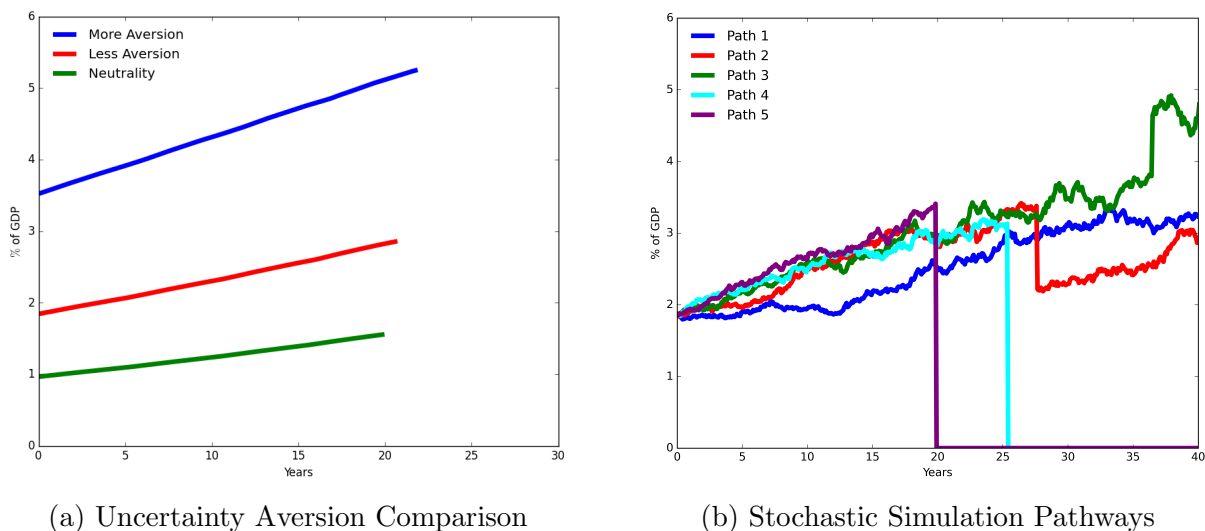 6
5
4
3
2
1
0
% of GDP
More Aversion
Less Aversion
Neutrality
0 5 10 15 20 25 30
Years
(a) Uncertainty Aversion Comparison
6
5
4
3
2
1
0
% of GDP
Path 1
Path 2
Path 3
Path 4
Path 5
0 5 10 15 20 25 30 35 40
Years
(b) Stochastic Simulation Pathways